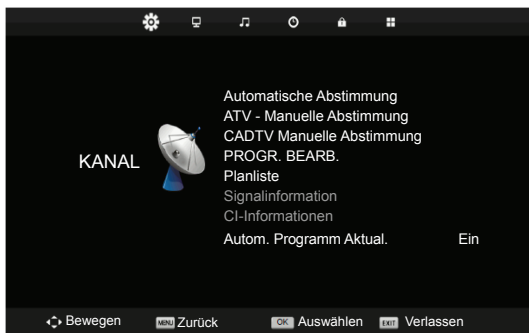 KANAL
Automatische Abstimmung
ATV - Manuelle Abstimmung
CADTV Manuelle Abstimmung
PROGR. BEARB.
Planliste
Signalinformation
CI-Informationen
Autom. Programm Aktual. Ein
Bewegen MENU Zurück OK Auswählen EXIT Verlassen